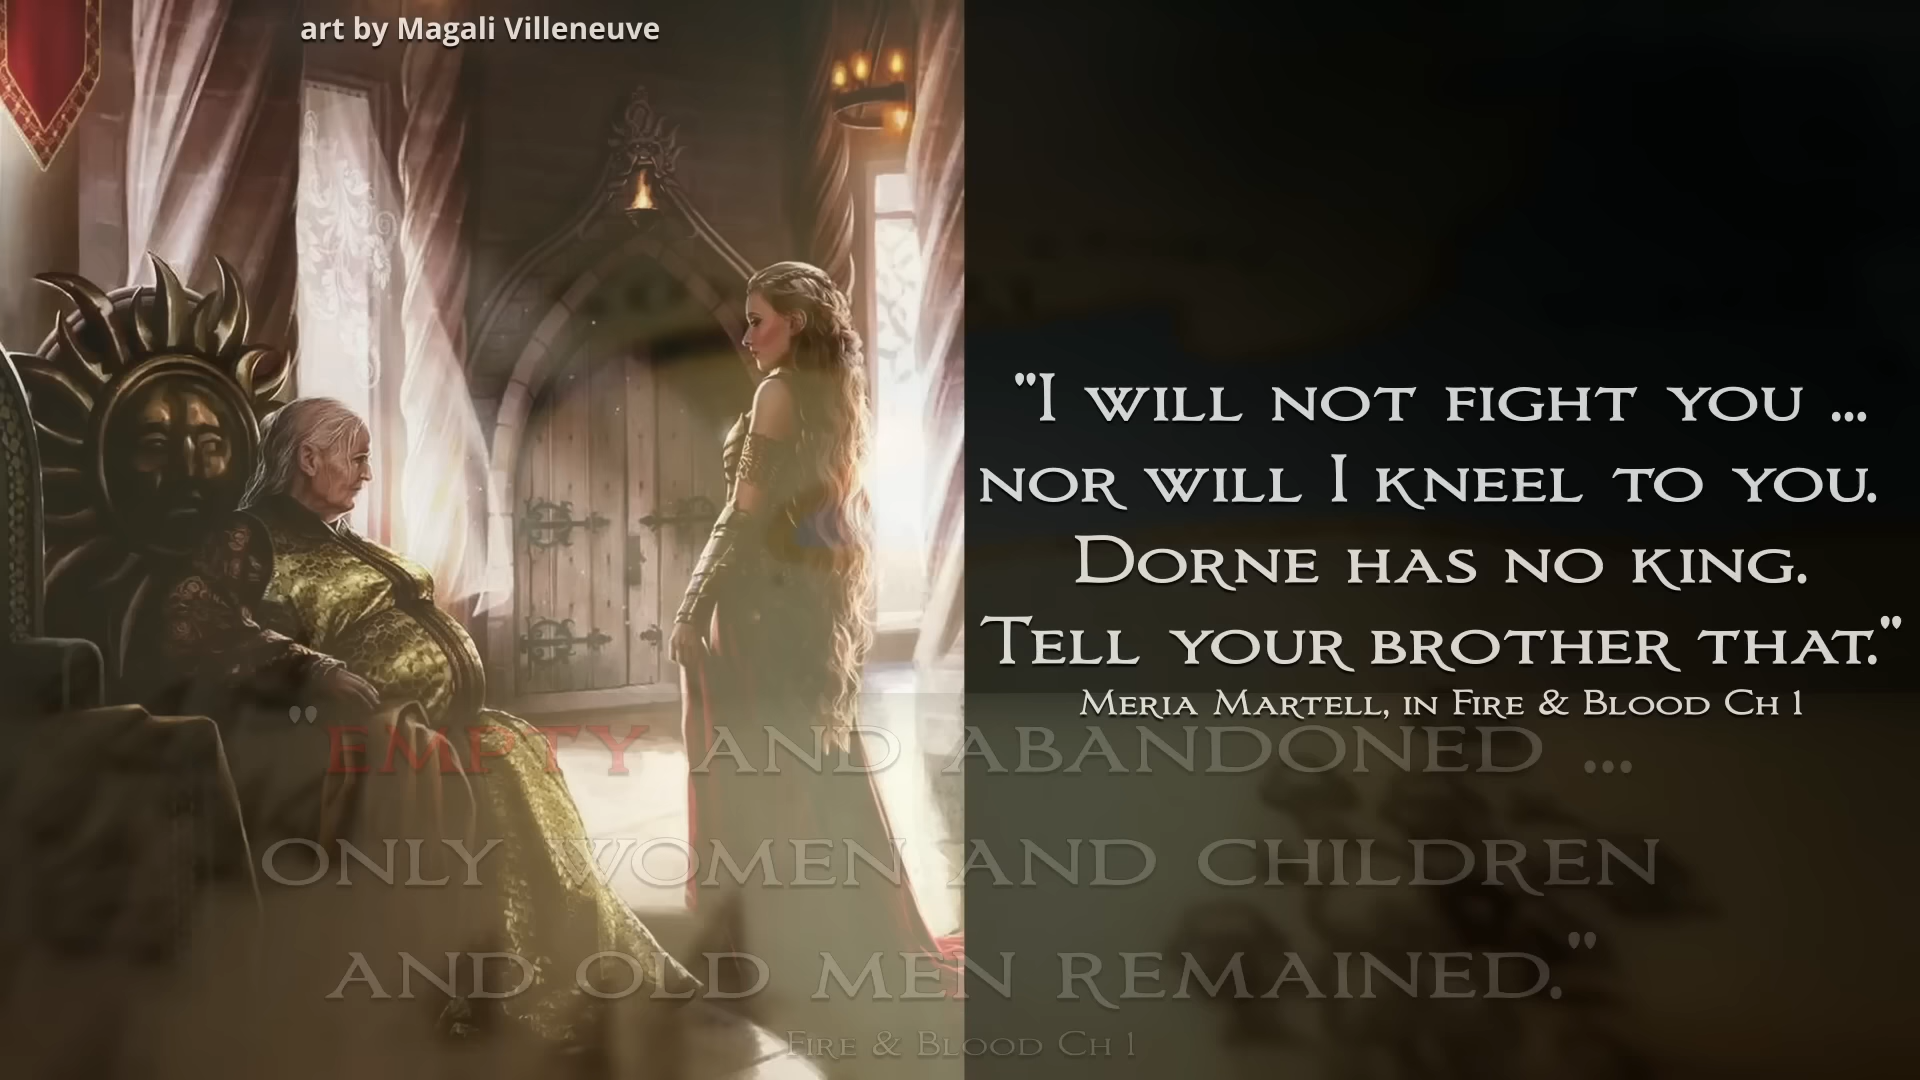 art by Magali Villeneuve
"I will not fight you ...
nor will I kneel to you.
Dorne has no king.
Tell your brother that."
Meria Martell, in Fire & Blood Ch 1
"empty and abandoned ...
only women and children
and old men remained."
Fire & Blood Ch 1